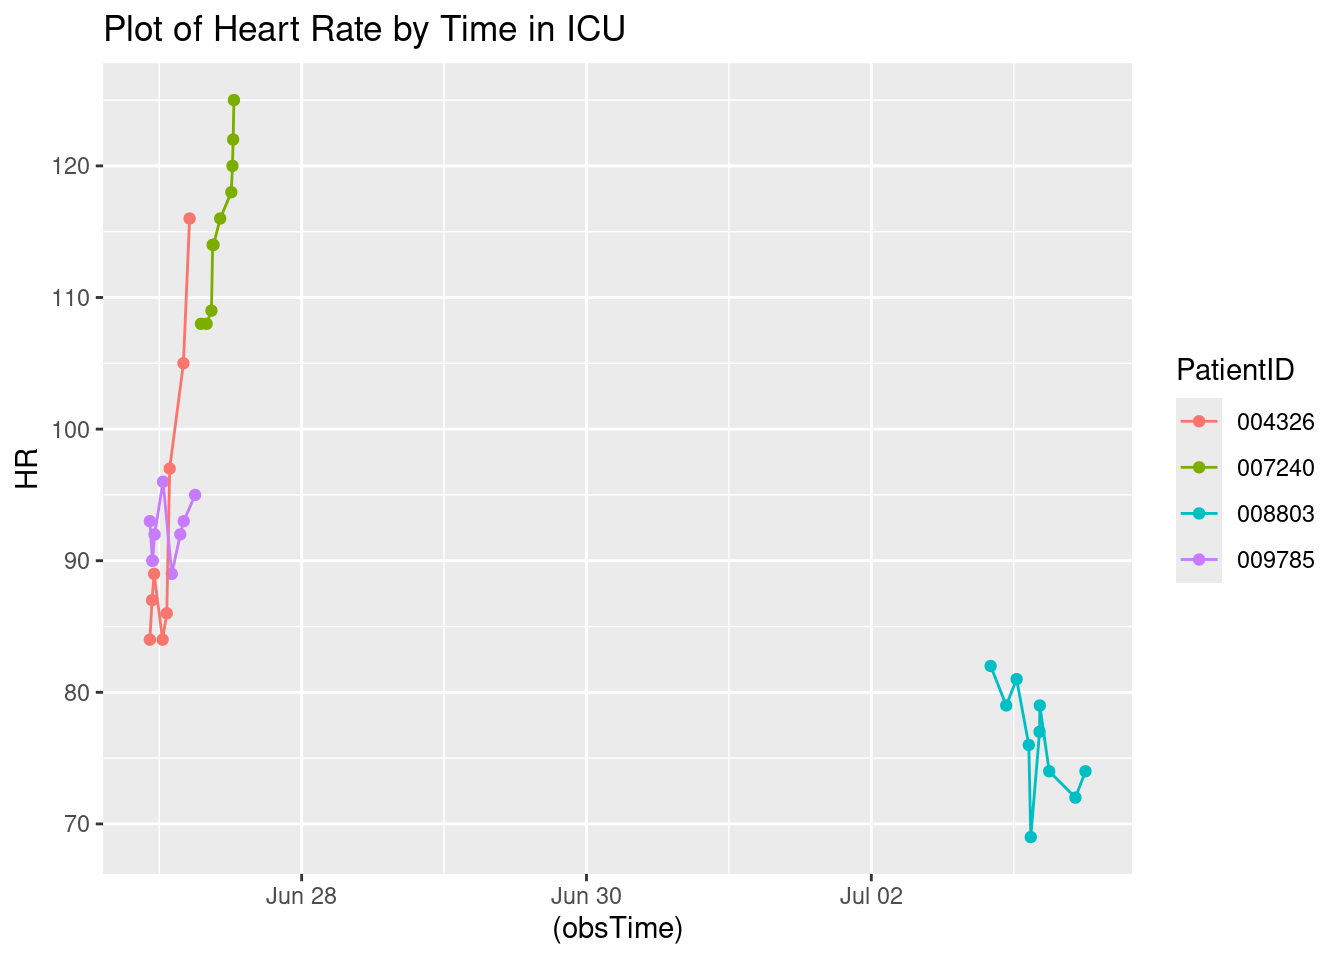 Plot of Heart Rate by Time in ICU
120
110
100
90
80
70
HR
Jun 28
Jun 30
Jul 02
(obsTime)
PatientID
004326
007240
008803
009785